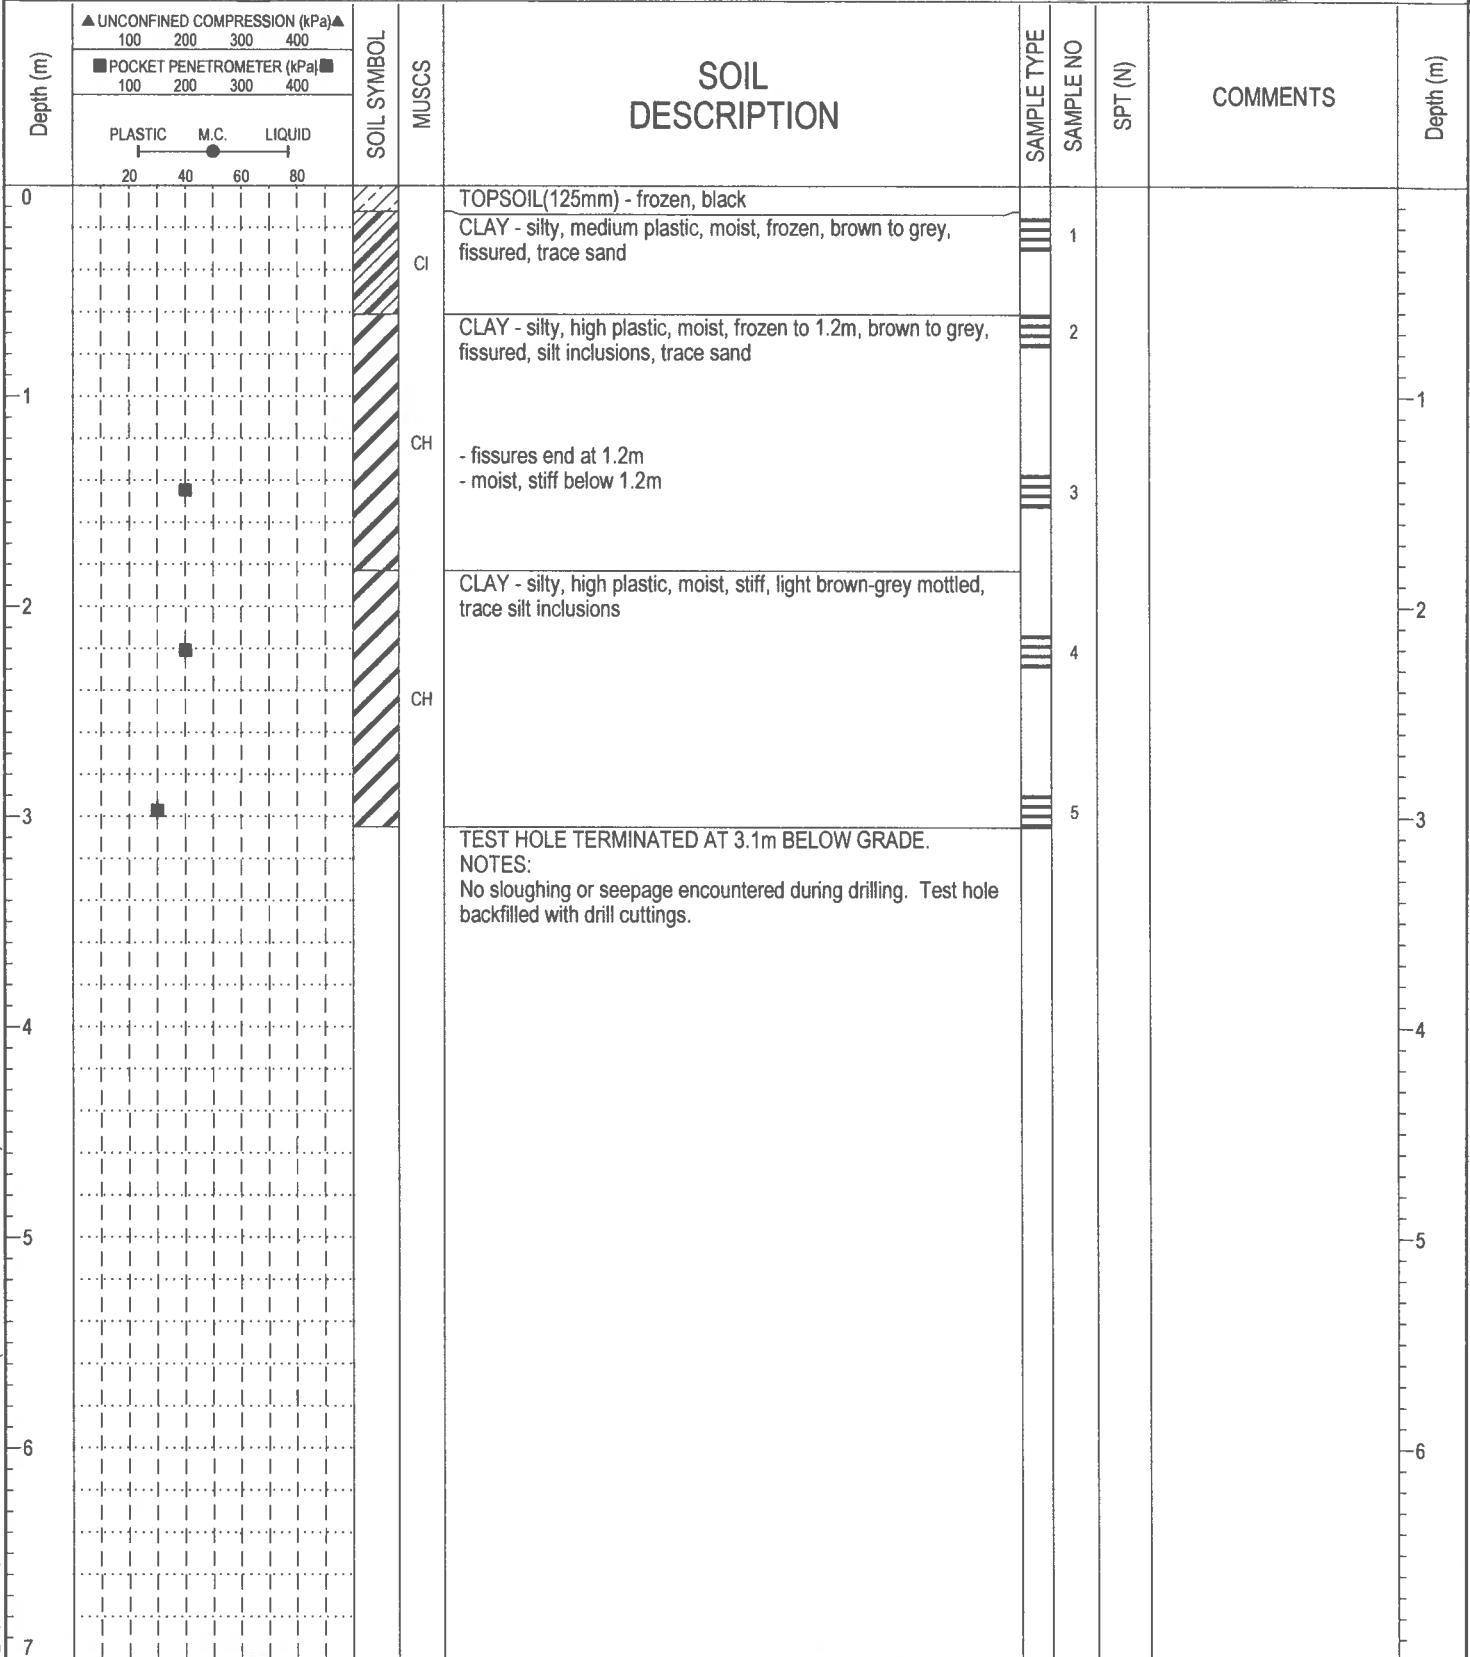 Depth (m)
▲ UNCONFINED COMPRESSION (kPa) ▲
100 200 300 400
■ POCKET PENETROMETER (kPa) ■
100 200 300 400
PLASTIC M.C. LIQUID
20 40 60 80
SOIL SYMBOL
MUSCS
SOIL
DESCRIPTION
SAMPLE TYPE
SAMPLE NO
SPT (N)
COMMENTS
Depth (m)
0
TOPSOIL(125mm) - frozen, black
CLAY - silty, medium plastic, moist, frozen, brown to grey,
fissured, trace sand
CI
1
CLAY - silty, high plastic, moist, frozen to 1.2m, brown to grey,
fissured, silt inclusions, trace sand
2
1
1
CH
- fissures end at 1.2m
- moist, stiff below 1.2m
3
CLAY - silty, high plastic, moist, stiff, light brown-grey mottled,
trace silt inclusions
2
2
4
CH
3
5
3
TEST HOLE TERMINATED AT 3.1m BELOW GRADE.
NOTES:
No sloughing or seepage encountered during drilling. Test hole
backfilled with drill cuttings.
4
4
5
5
6
6
7